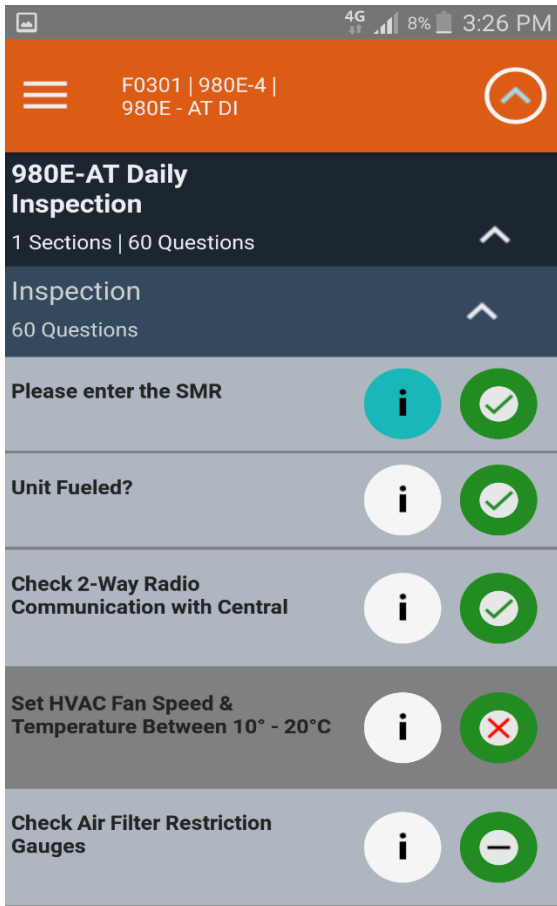 4G 8% 3:26 PM
F0301 | 980E-4 |
980E - AT DI
980E-AT Daily
Inspection
1 Sections | 60 Questions
Inspection
60 Questions
Please enter the SMR
i
Unit Fueled?
i
Check 2-Way Radio
Communication with Central
i
Set HVAC Fan Speed &
Temperature Between 10° - 20°C
i
Check Air Filter Restriction
Gauges
i